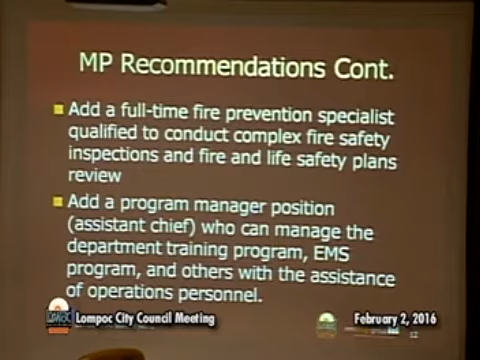 MP Recommendations Cont.
Add a full-time fire prevention specialist
qualified to conduct complex fire safety
inspections and fire and life safety plans
review
Add a program manager position
(assistant chief) who can manage the
department training program, EMS
program, and others with the assistance
of operations personnel.
Lompoc City Council Meeting
February 2, 2016
12